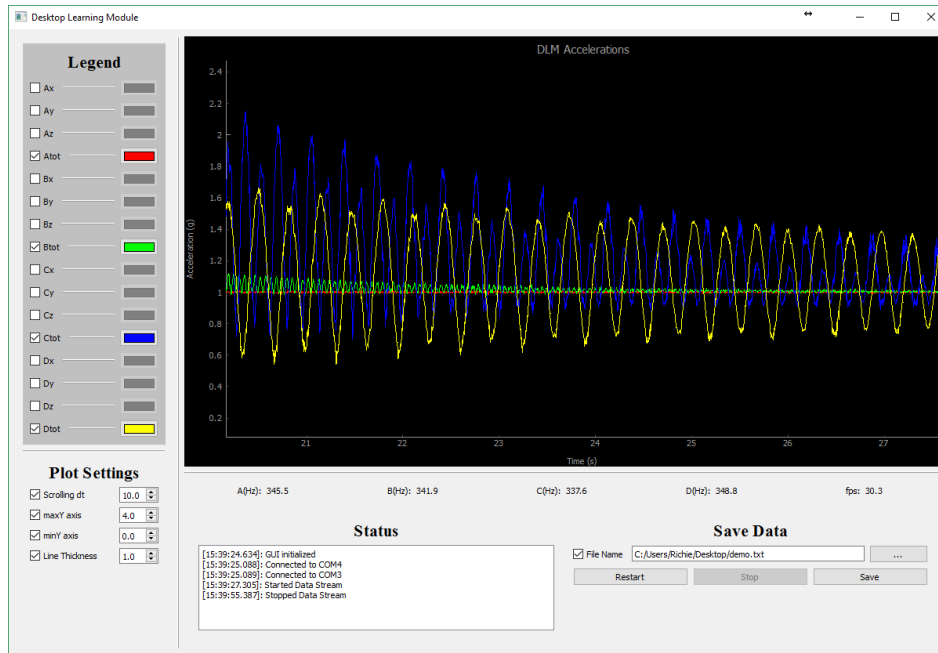 Desktop Learning Module
Legend
Ax
Ay
Az
Atot
Bx
By
Bz
Btot
Cx
Cy
Cz
Ctot
Dx
Dy
Dz
Dtot
Plot Settings
Scrolling dt 10.0
maxY axis 4.0
minY axis 0.0
Line Thickness 1.0
DLM Accelerations
2.4
2.2
2
1.8
1.6
1.4
1.2
1
0.8
0.6
0.4
0.2
Acceleration (g)
21 22 23 24 25 26 27
Time (s)
A(Hz): 345.5 B(Hz): 341.9 C(Hz): 337.6 D(Hz): 348.8 fps: 30.3
Status
[15:39:24.634]: GUI initialized
[15:39:25.088]: Connected to COM4
[15:39:25.089]: Connected to COM3
[15:39:27.305]: Started Data Stream
[15:39:55.387]: Stopped Data Stream
Save Data
File Name C:/Users/Richie/Desktop/demo.txt ...
Restart Stop Save